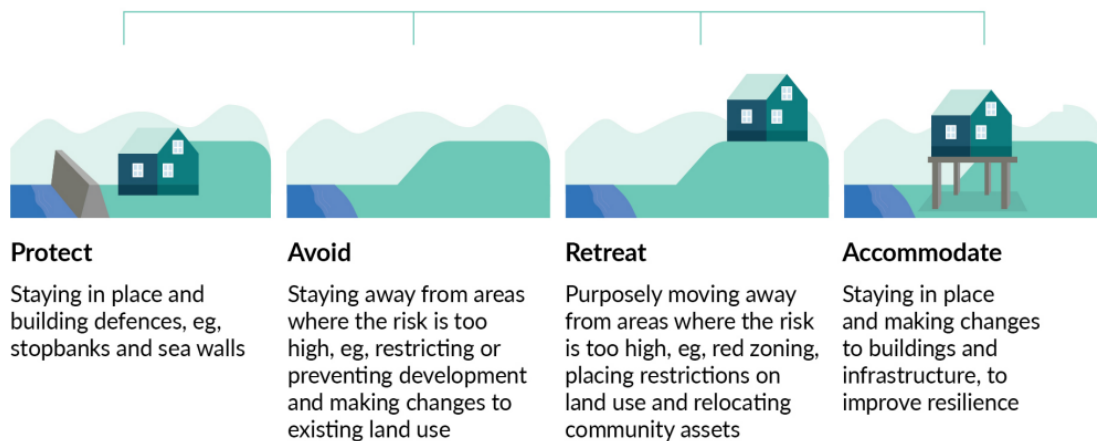 Protect
Staying in place and
building defences, eg,
stopbanks and sea walls
Avoid
Staying away from areas
where the risk is too
high, eg, restricting or
preventing development
and making changes to
existing land use
Retreat
Purposely moving away
from areas where the risk
is too high, eg, red zoning,
placing restrictions on
land use and relocating
community assets
Accommodate
Staying in place
and making changes
to buildings and
infrastructure, to
improve resilience